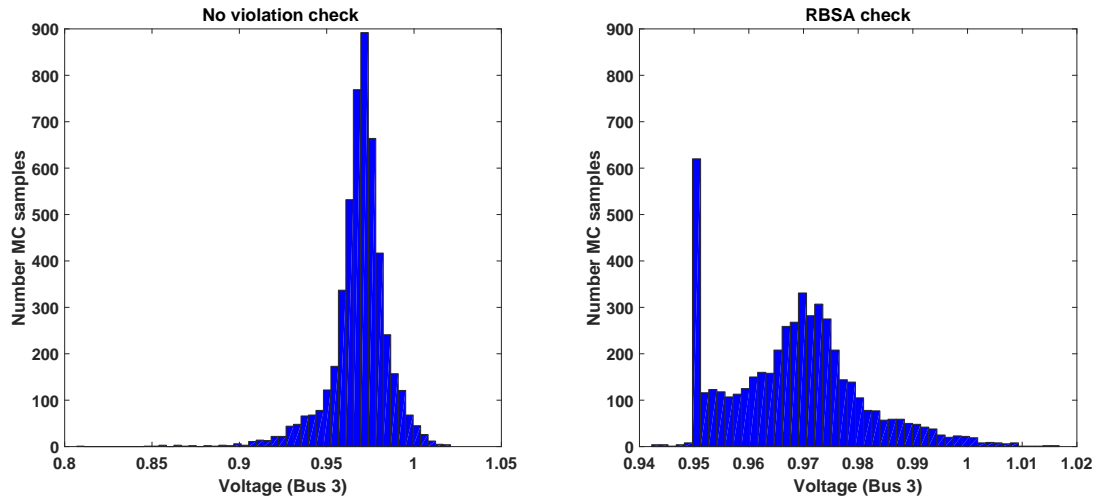 No violation check
900
800
700
600
500
400
300
200
100
0
Number MC samples
0.8 0.85 0.9 0.95 1 1.05
Voltage (Bus 3)
RBSA check
900
800
700
600
500
400
300
200
100
0
Number MC samples
0.94 0.95 0.96 0.97 0.98 0.99 1 1.01 1.02
Voltage (Bus 3)